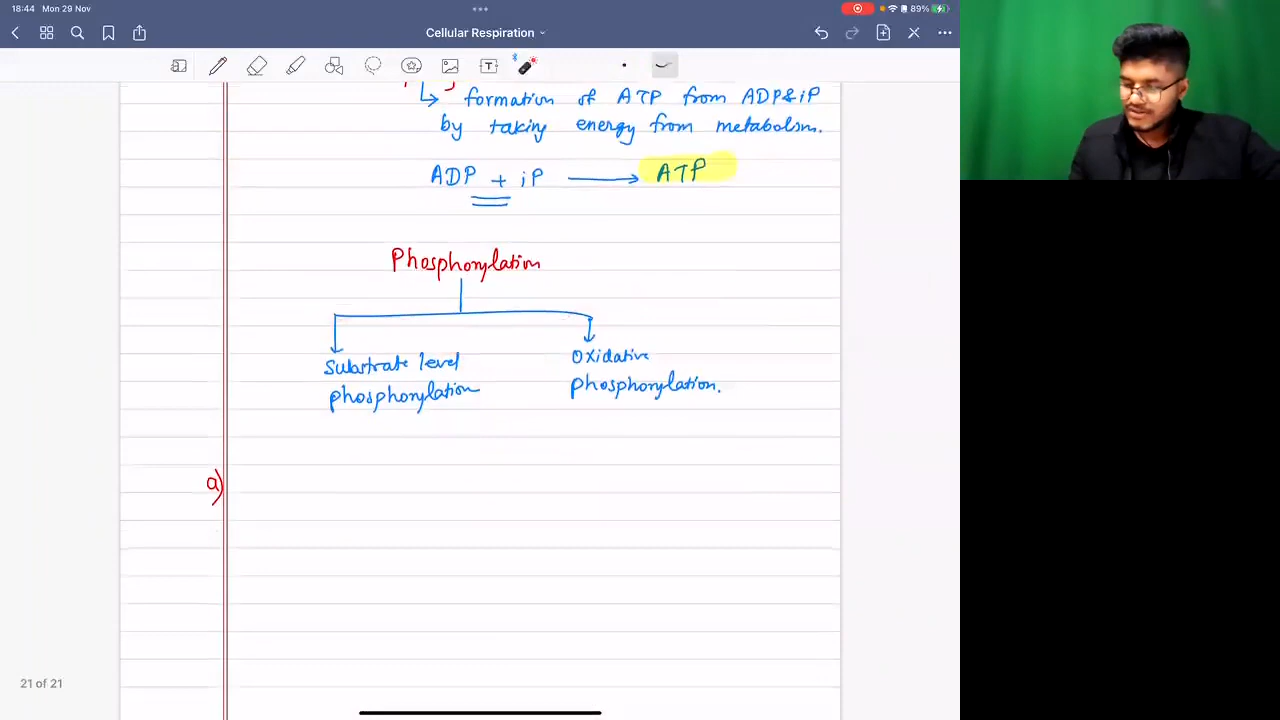 18:44 Mon 29 Nov
89%
Cellular Respiration
T
formation of ATP from ADP&iP
by taking energy from metabolism.
ADP + iP → ATP
Phosphorylation
Substrate level
phosphorylation
Oxidative
phosphorylation.
a)
21 of 21